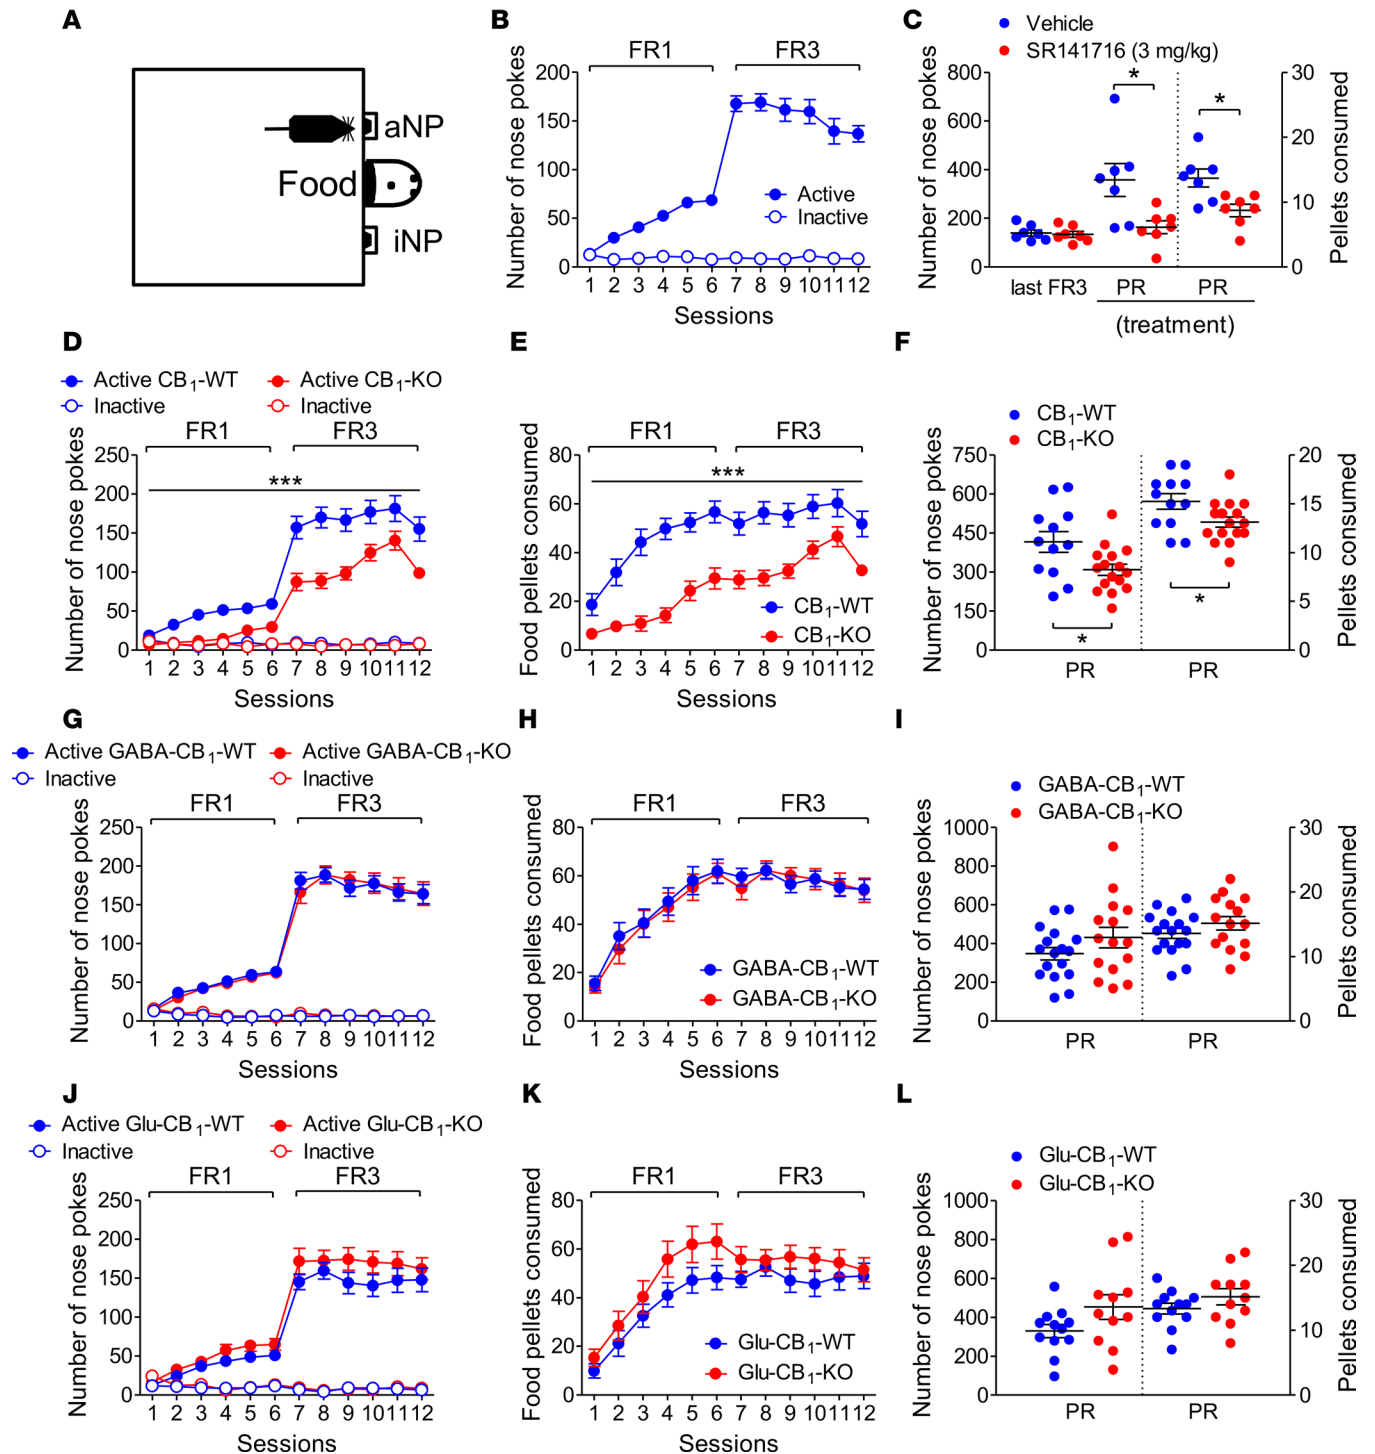 A
aNP
Food
iNP
B
FR1
FR3
Number of nose pokes
200
150
100
50
0
Active
Inactive
1 2 3 4 5 6 7 8 9 10 11 12
Sessions
C
Vehicle
SR141716 (3 mg/kg)
Number of nose pokes
800
600
400
200
0
*
*
30
20
10
0
Pellets consumed
last FR3
PR
PR
(treatment)
D
Active CB1-WT
Active CB1-KO
Inactive
Inactive
FR1
FR3
Number of nose pokes
250
200
150
100
50
0
***
1 2 3 4 5 6 7 8 9 10 11 12
Sessions
E
FR1
FR3
Food pellets consumed
80
60
40
20
0
***
CB1-WT
CB1-KO
1 2 3 4 5 6 7 8 9 10 11 12
Sessions
F
CB1-WT
CB1-KO
Number of nose pokes
750
600
450
300
150
0
*
*
20
15
10
5
0
Pellets consumed
PR
PR
G
Active GABA-CB1-WT
Active GABA-CB1-KO
Inactive
Inactive
FR1
FR3
Number of nose pokes
250
200
150
100
50
0
1 2 3 4 5 6 7 8 9 10 11 12
Sessions
H
FR1
FR3
Food pellets consumed
80
60
40
20
0
GABA-CB1-WT
GABA-CB1-KO
1 2 3 4 5 6 7 8 9 10 11 12
Sessions
I
GABA-CB1-WT
GABA-CB1-KO
Number of nose pokes
1000
800
600
400
200
0
30
20
10
0
Pellets consumed
PR
PR
J
Active Glu-CB1-WT
Active Glu-CB1-KO
Inactive
Inactive
FR1
FR3
Number of nose pokes
250
200
150
100
50
0
1 2 3 4 5 6 7 8 9 10 11 12
Sessions
K
FR1
FR3
Food pellets consumed
80
60
40
20
0
Glu-CB1-WT
Glu-CB1-KO
1 2 3 4 5 6 7 8 9 10 11 12
Sessions
L
Glu-CB1-WT
Glu-CB1-KO
Number of nose pokes
1000
800
600
400
200
0
30
20
10
0
Pellets consumed
PR
PR